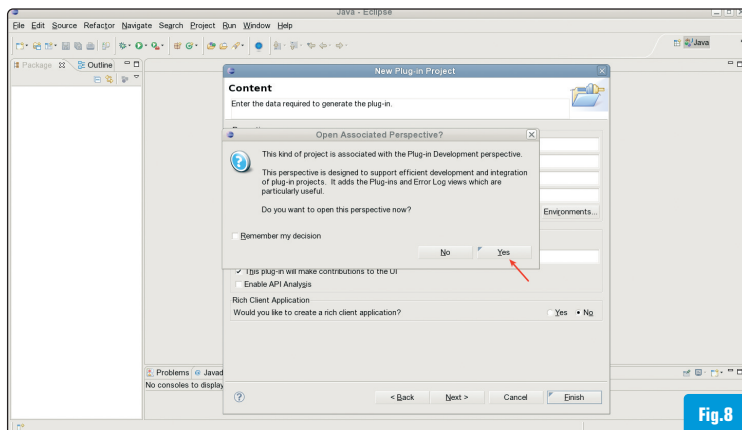 Java - Eclipse
File Edit Source Refactor Navigate Search Project Run Window Help
Java
Package Outline
New Plug-in Project
Content
Enter the data required to generate the plug-in.
Open Associated Perspective?
This kind of project is associated with the Plug-in Development perspective.
This perspective is designed to support efficient development and integration
of plug-in projects. It adds the Plug-ins and Error Log views which are
particularly useful.
Do you want to open this perspective now?
Environments...
Remember my decision
No Yes
This plug-in will make contributions to the UI
Enable API Analysis
Rich Client Application
Would you like to create a rich client application? Yes No
Problems Javad
No consoles to display
< Back Next > Cancel Finish
Fig.8